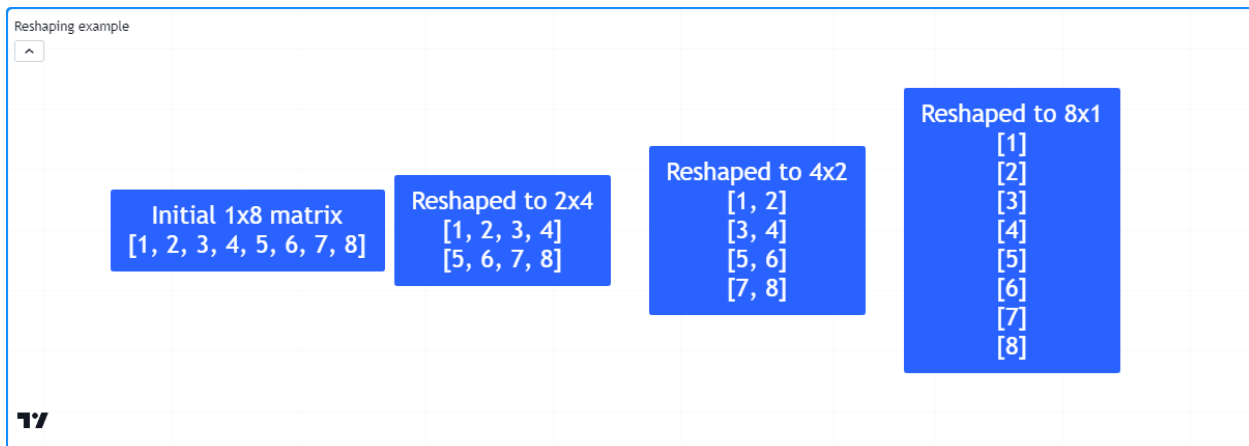 Reshaping example
Initial 1x8 matrix
[1, 2, 3, 4, 5, 6, 7, 8]
Reshaped to 2x4
[1, 2, 3, 4]
[5, 6, 7, 8]
Reshaped to 4x2
[1, 2]
[3, 4]
[5, 6]
[7, 8]
Reshaped to 8x1
[1]
[2]
[3]
[4]
[5]
[6]
[7]
[8]